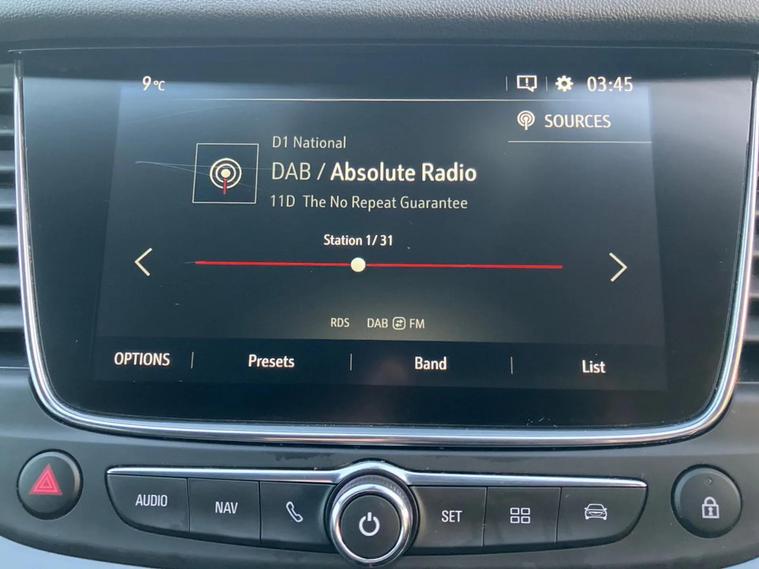 9°C 03:45
SOURCES
D1 National
DAB / Absolute Radio
11D The No Repeat Guarantee
Station 1/31
RDS DAB FM
OPTIONS Presets Band List
AUDIO NAV SET